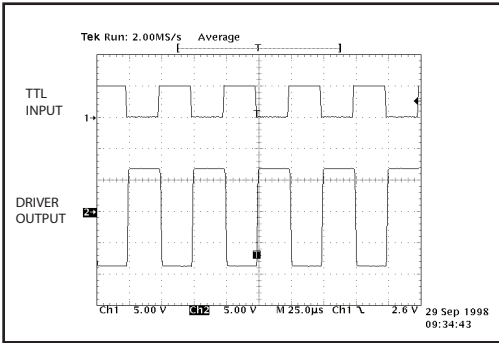 Tek Run: 2.00MS/s Average
T
TTL
INPUT
1
T
DRIVER
OUTPUT
2
T
Ch1 5.00 V Ch2 5.00 V M 25.0µs Ch1 2.6 V
29 Sep 1998
09:34:43